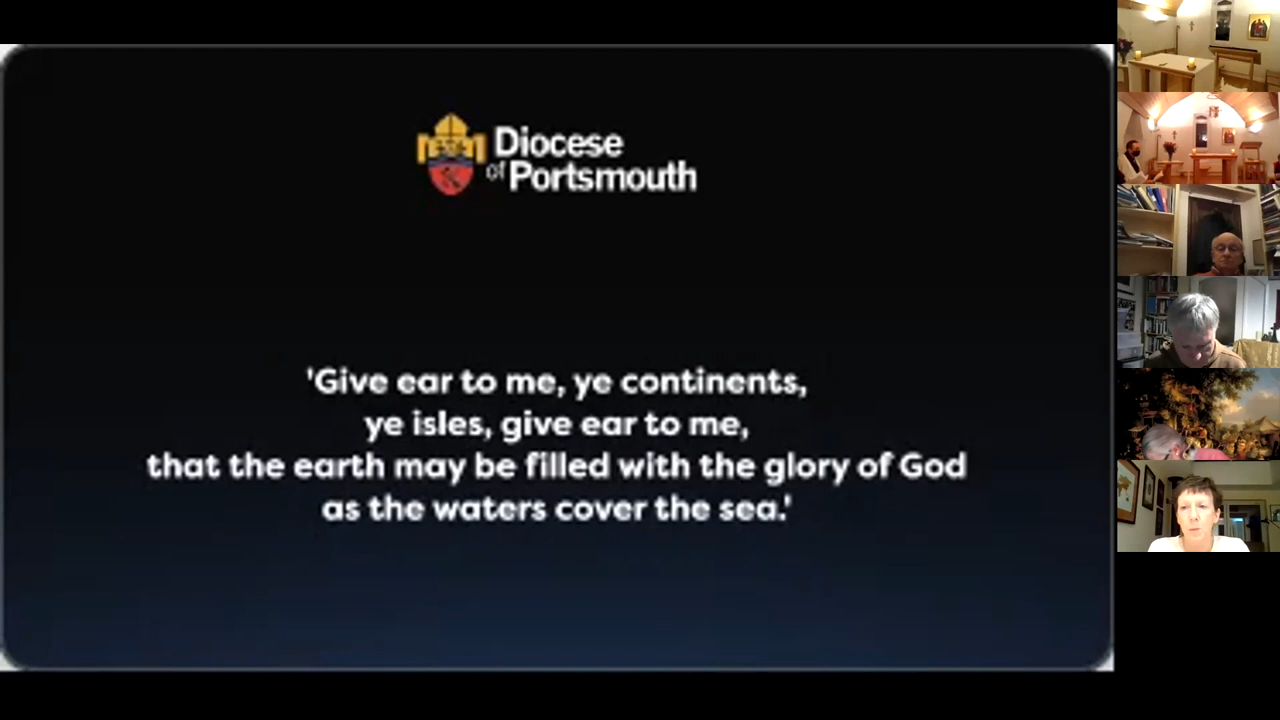 Diocese
of Portsmouth
'Give ear to me, ye continents,
ye isles, give ear to me,
that the earth may be filled with the glory of God
as the waters cover the sea.'